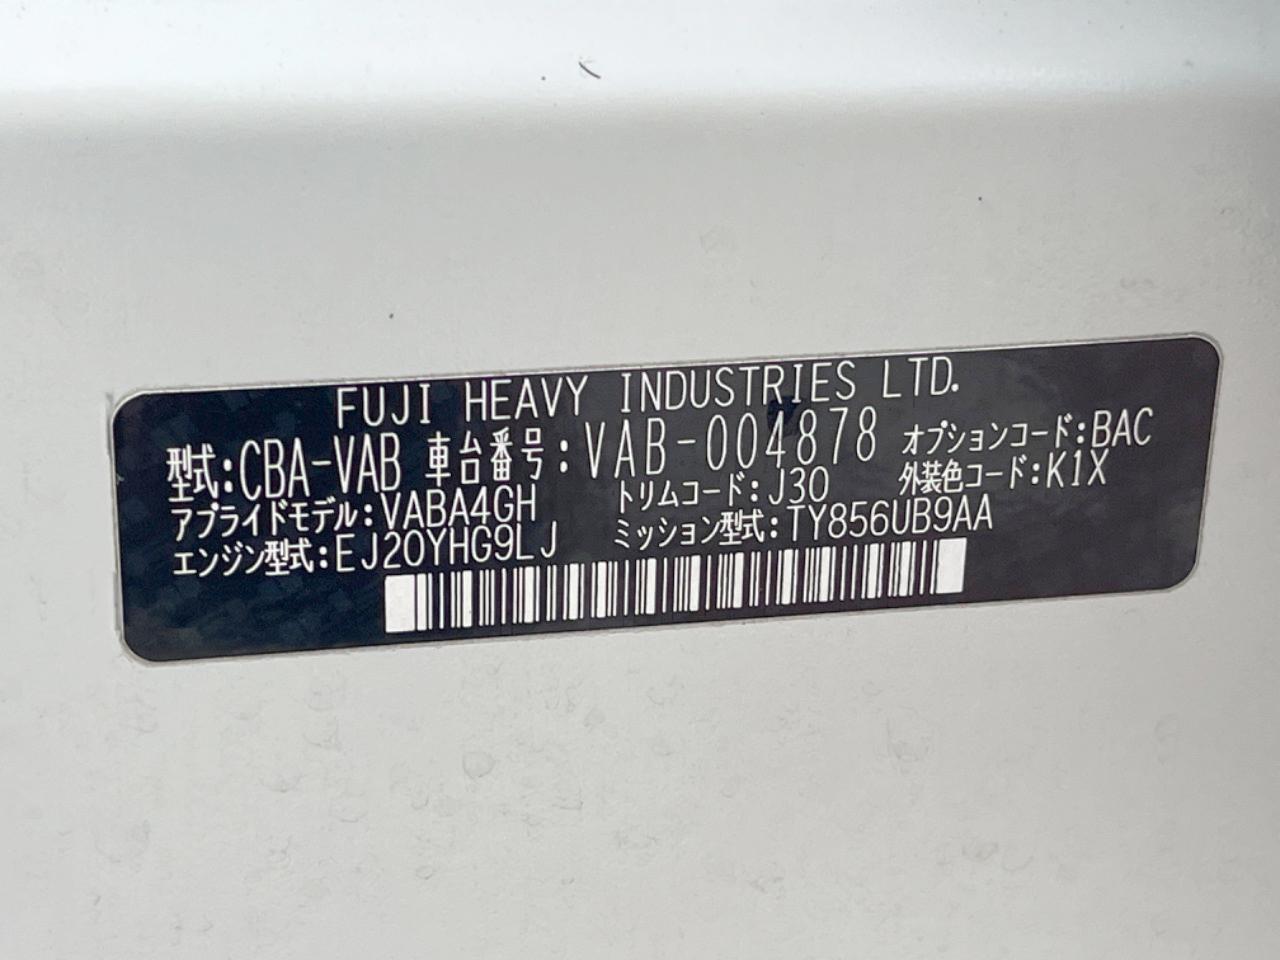 FUJI HEAVY INDUSTRIES LTD.
型式:CBA-VAB 車台番号:VAB-004878 オプションコード:BAC
アプライドモデル:VABA4GH トリムコード:J30 外装色コード:K1X
エンジン型式:EJ20YHG9LJ ミッション型式:TY856UB9AA